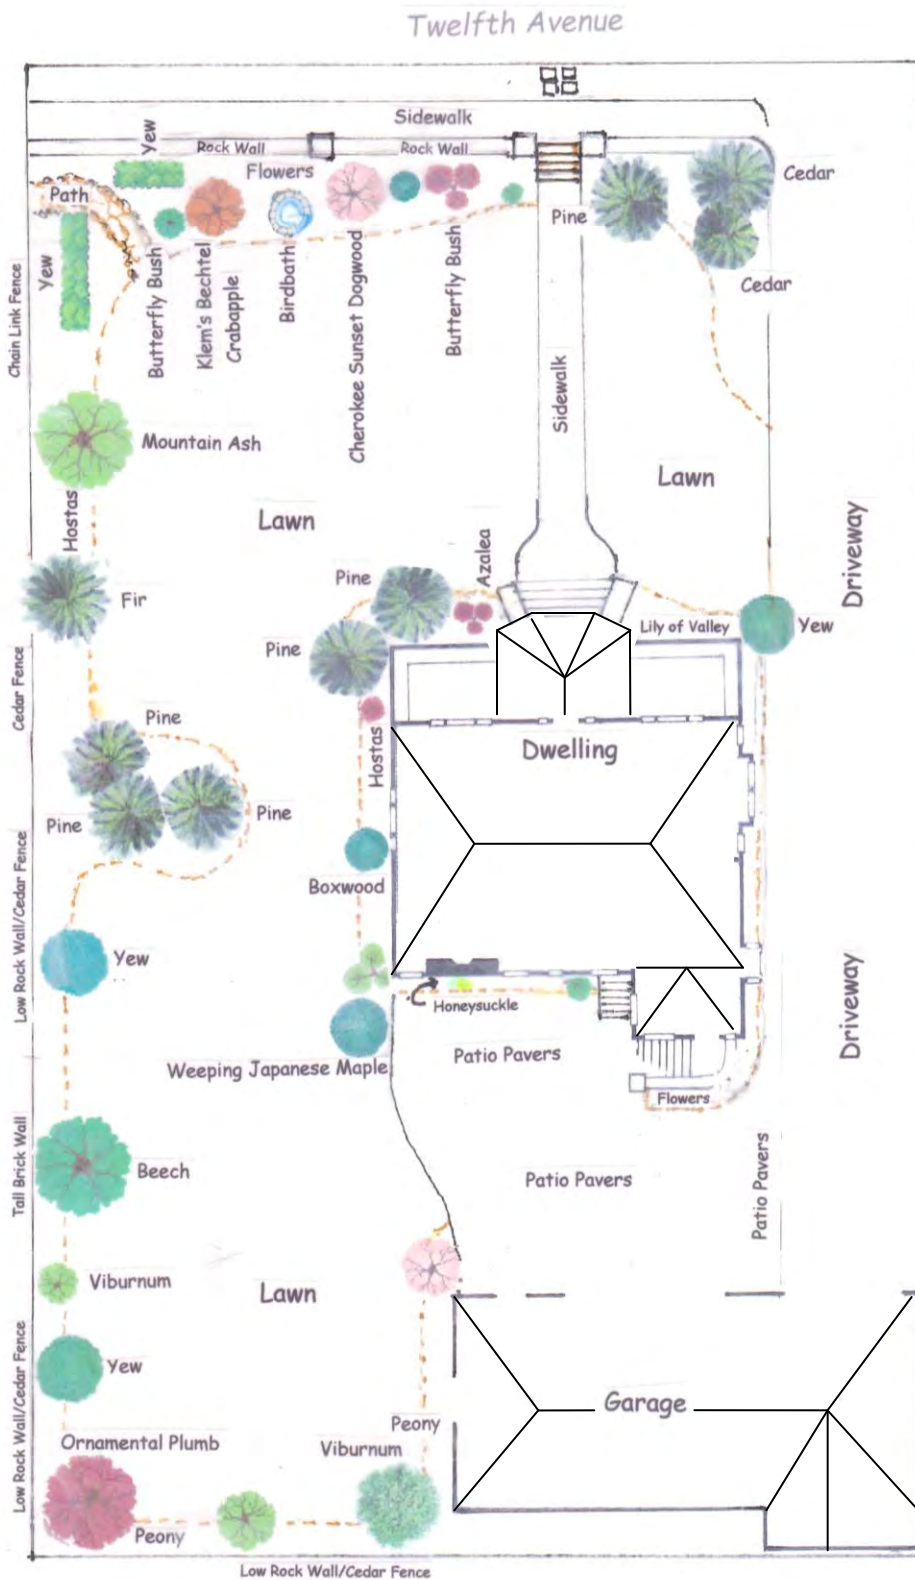 Twelfth Avenue
Sidewalk
Yew
Rock Wall
Rock Wall
Flowers
Path
Cedar
Pine
Yew
Butterfly Bush
Klem's Bechtel
Crabapple
Birdbath
Cherokee Sunset Dogwood
Butterfly Bush
Cedar
Chain Link Fence
Sidewalk
Mountain Ash
Lawn
Hostas
Lawn
Driveway
Azalea
Pine
Fir
Lily of Valley
Yew
Pine
Cedar Fence
Pine
Hostas
Dwelling
Pine
Pine
Low Rock Wall/Cedar Fence
Boxwood
Yew
Driveway
Honeysuckle
Patio Pavers
Weeping Japanese Maple
Flowers
Tall Brick Wall
Beech
Patio Pavers
Patio Pavers
Viburnum
Lawn
Low Rock Wall/Cedar Fence
Yew
Garage
Peony
Ornamental Plumb
Viburnum
Peony
Low Rock Wall/Cedar Fence